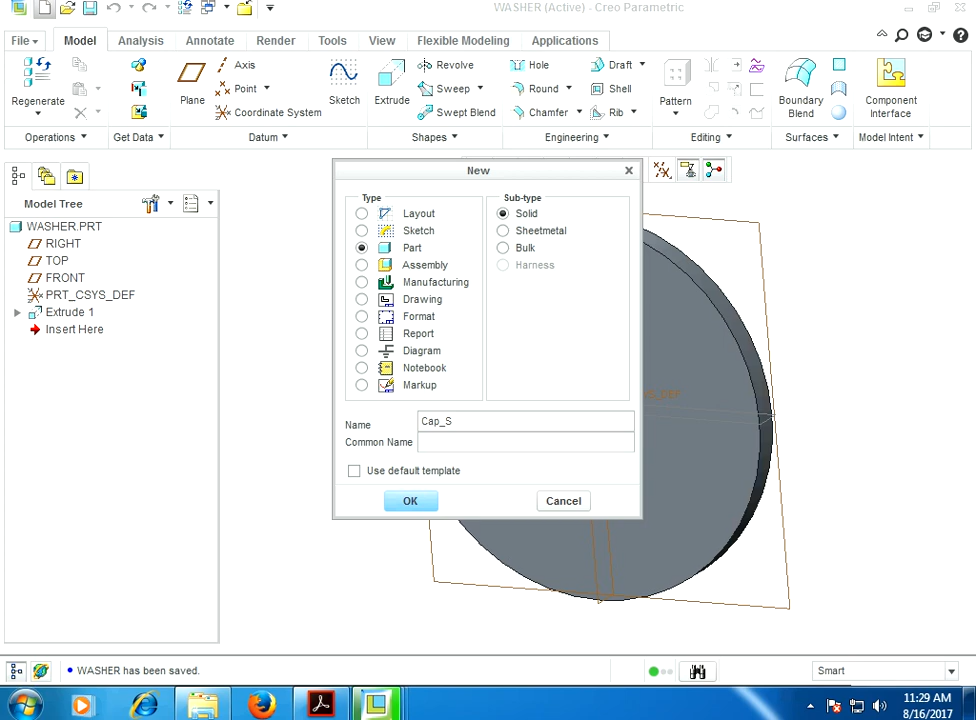 WASHER (Active) - Creo Parametric
File Model Analysis Annotate Render Tools View Flexible Modeling Applications
Regenerate
Operations
Get Data
Plane
Axis
Point
Coordinate System
Datum
Sketch
Extrude
Revolve
Sweep
Swept Blend
Shapes
Hole
Round
Chamfer
Draft
Shell
Rib
Engineering
Pattern
Editing
Boundary
Blend
Surfaces
Component
Interface
Model Intent
Model Tree
WASHER.PRT
RIGHT
TOP
FRONT
PRT_CSYS_DEF
Extrude 1
Insert Here
New
Type
Layout
Sketch
Part
Assembly
Manufacturing
Drawing
Format
Report
Diagram
Notebook
Markup
Sub-type
Solid
Sheetmetal
Bulk
Harness
Name Cap_S
Common Name
Use default template
OK Cancel
WASHER has been saved.
Smart
11:29 AM
8/16/2017